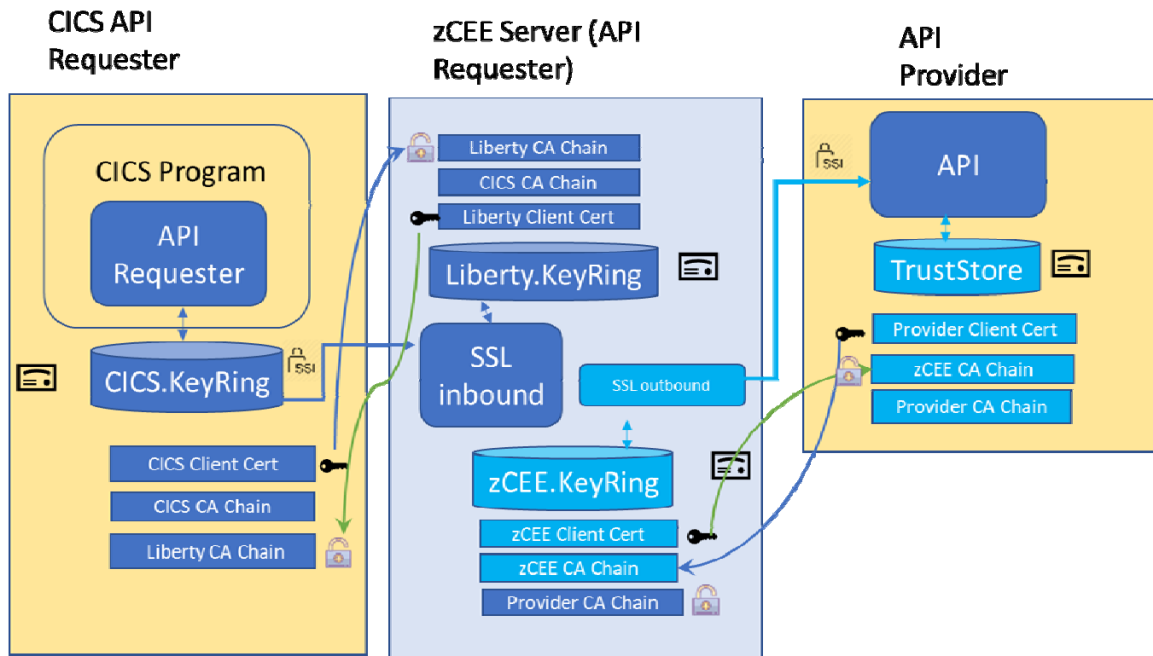 CICS API
Requester
zCEE Server (API
Requester)
API
Provider
CICS Program
API
Requester
CICS.KeyRing
SSI
CICS Client Cert
CICS CA Chain
Liberty CA Chain
Liberty CA Chain
CICS CA Chain
Liberty Client Cert
Liberty.KeyRing
SSL
inbound
SSL outbound
zCEE.KeyRing
zCEE Client Cert
zCEE CA Chain
Provider CA Chain
SSI
API
TrustStore
Provider Client Cert
zCEE CA Chain
Provider CA Chain